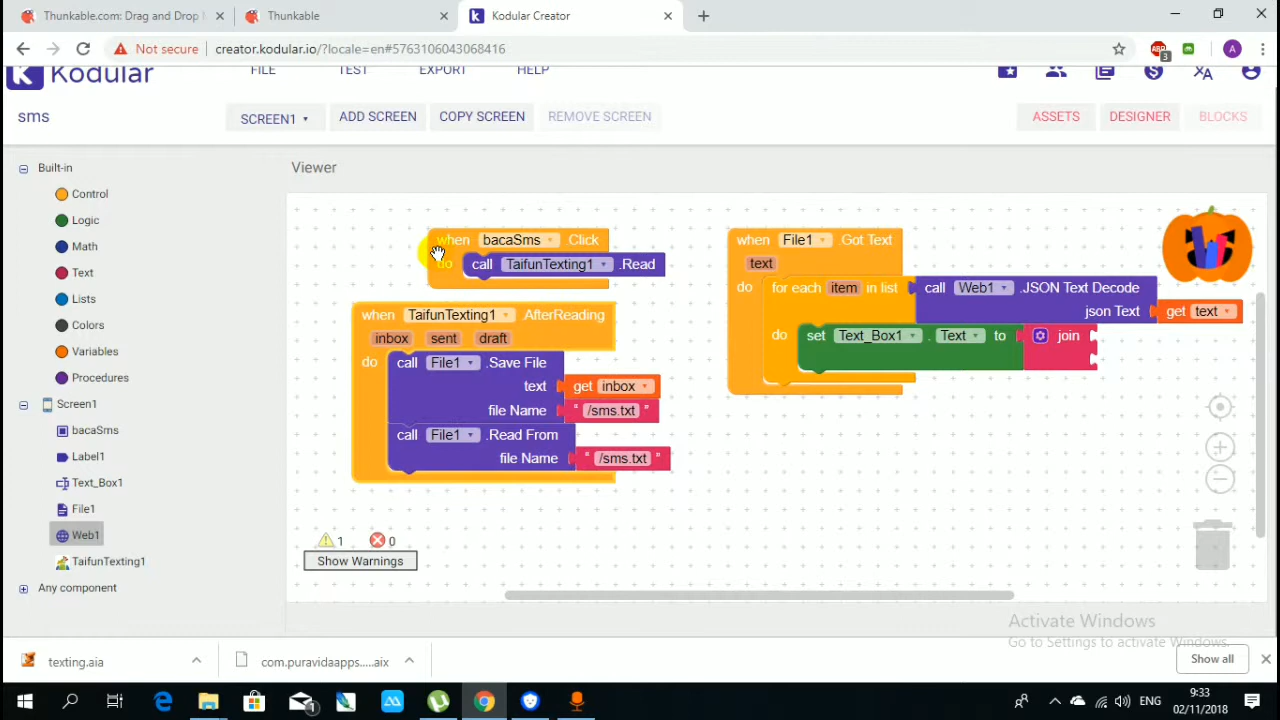 Thunkable.com: Drag and Drop
Thunkable
Kodular Creator
Not secure
creator.kodular.io/?locale=en#5763106043068416
3
A
Kodular
FILE
TEST
EXPORT
HELP
sms
SCREEN1
ADD SCREEN
COPY SCREEN
REMOVE SCREEN
ASSETS
DESIGNER
BLOCKS
Built-in
Control
Logic
Math
Text
Lists
Colors
Variables
Procedures
Screen1
bacaSms
Label1
Text_Box1
File1
Web1
TaifunTexting1
Any component
Viewer
when bacaSms .Click
do call TaifunTexting1 .Read
when TaifunTexting1 .AfterReading
inbox sent draft
do call File1 .Save File
text get inbox
file Name " /sms.txt "
call File1 .Read From
file Name " /sms.txt "
when File1 .Got Text
text
do for each item in list call Web1 .JSON Text Decode
json Text get text
do set Text_Box1 . Text to join
1 0
Show Warnings
Activate Windows
Go to Settings to activate Windows.
texting.aia
com.puravidaapps.....aix
Show all
1
ENG
9:33
02/11/2018